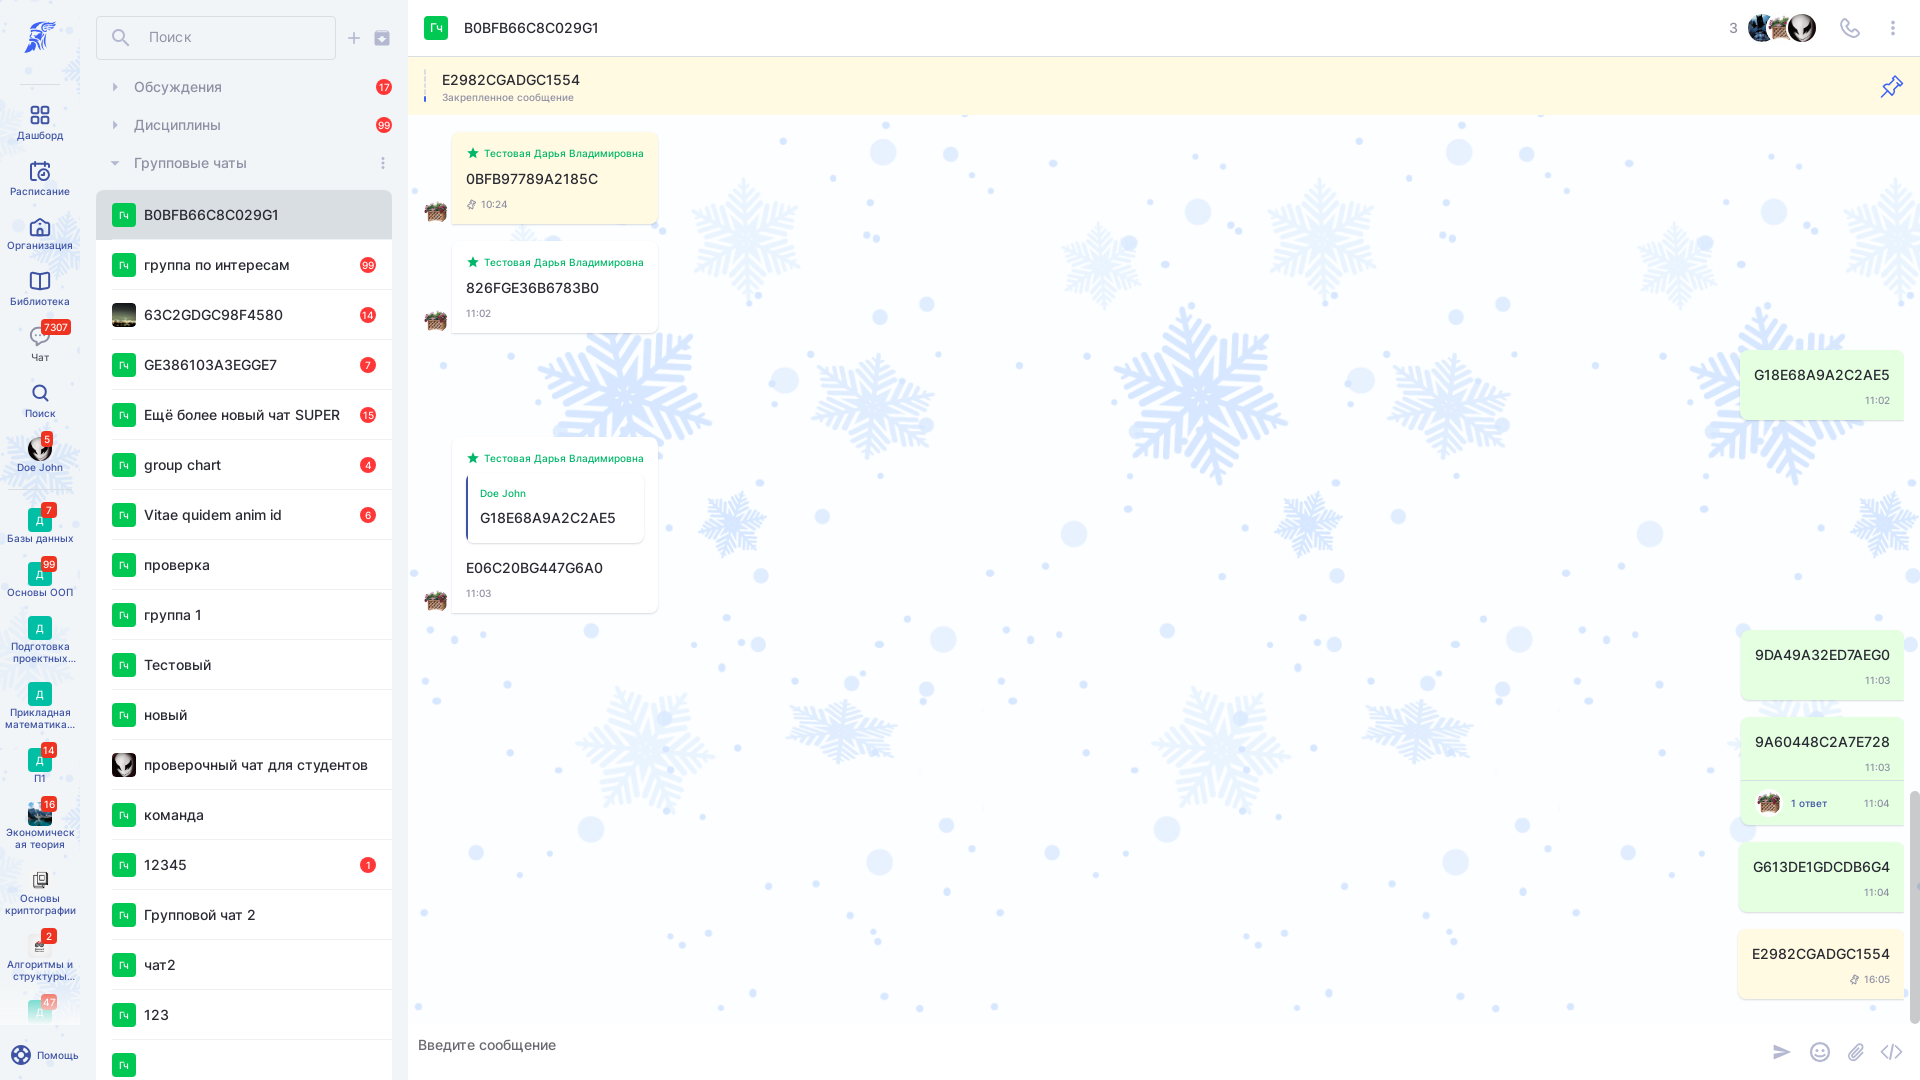 Дашборд
Расписание
Организация
Библиотека
7307
Чат
Поиск
5
Doe John
7
Д
Базы данных
99
Д
Основы ООП
Д
Подготовка
проектных...
Д
Прикладная
математика...
14
Д
П1
16
Экономическ
ая теория
Основы
криптографии
2
Алгоритмы и
структуры...
47
Д
Помощь
Поиск
Обсуждения 17
Дисциплины 99
Групповые чаты
Гч B0BFB66C8C029G1
Гч группа по интересам 99
63C2GDGC98F4580 14
Гч GE386103A3EGGE7 7
Гч Ещё более новый чат SUPER 15
Гч group chart 4
Гч Vitae quidem anim id 6
Гч проверка
Гч группа 1
Гч Тестовый
Гч новый
проверочный чат для студентов
Гч команда
Гч 12345 1
Гч Групповой чат 2
Гч чат2
Гч 123
Гч
Гч B0BFB66C8C029G1 3
E2982CGADGC1554
Закрепленное сообщение
Тестовая Дарья Владимировна
0BFB97789A2185C
10:24
Тестовая Дарья Владимировна
826FGE36B6783B0
11:02
G18E68A9A2C2AE5
11:02
Тестовая Дарья Владимировна
Doe John
G18E68A9A2C2AE5
E06C20BG447G6A0
11:03
9DA49A32ED7AEG0
11:03
9A60448C2A7E728
11:03
1 ответ 11:04
G613DE1GDCDB6G4
11:04
E2982CGADGC1554
16:05
Введите сообщение